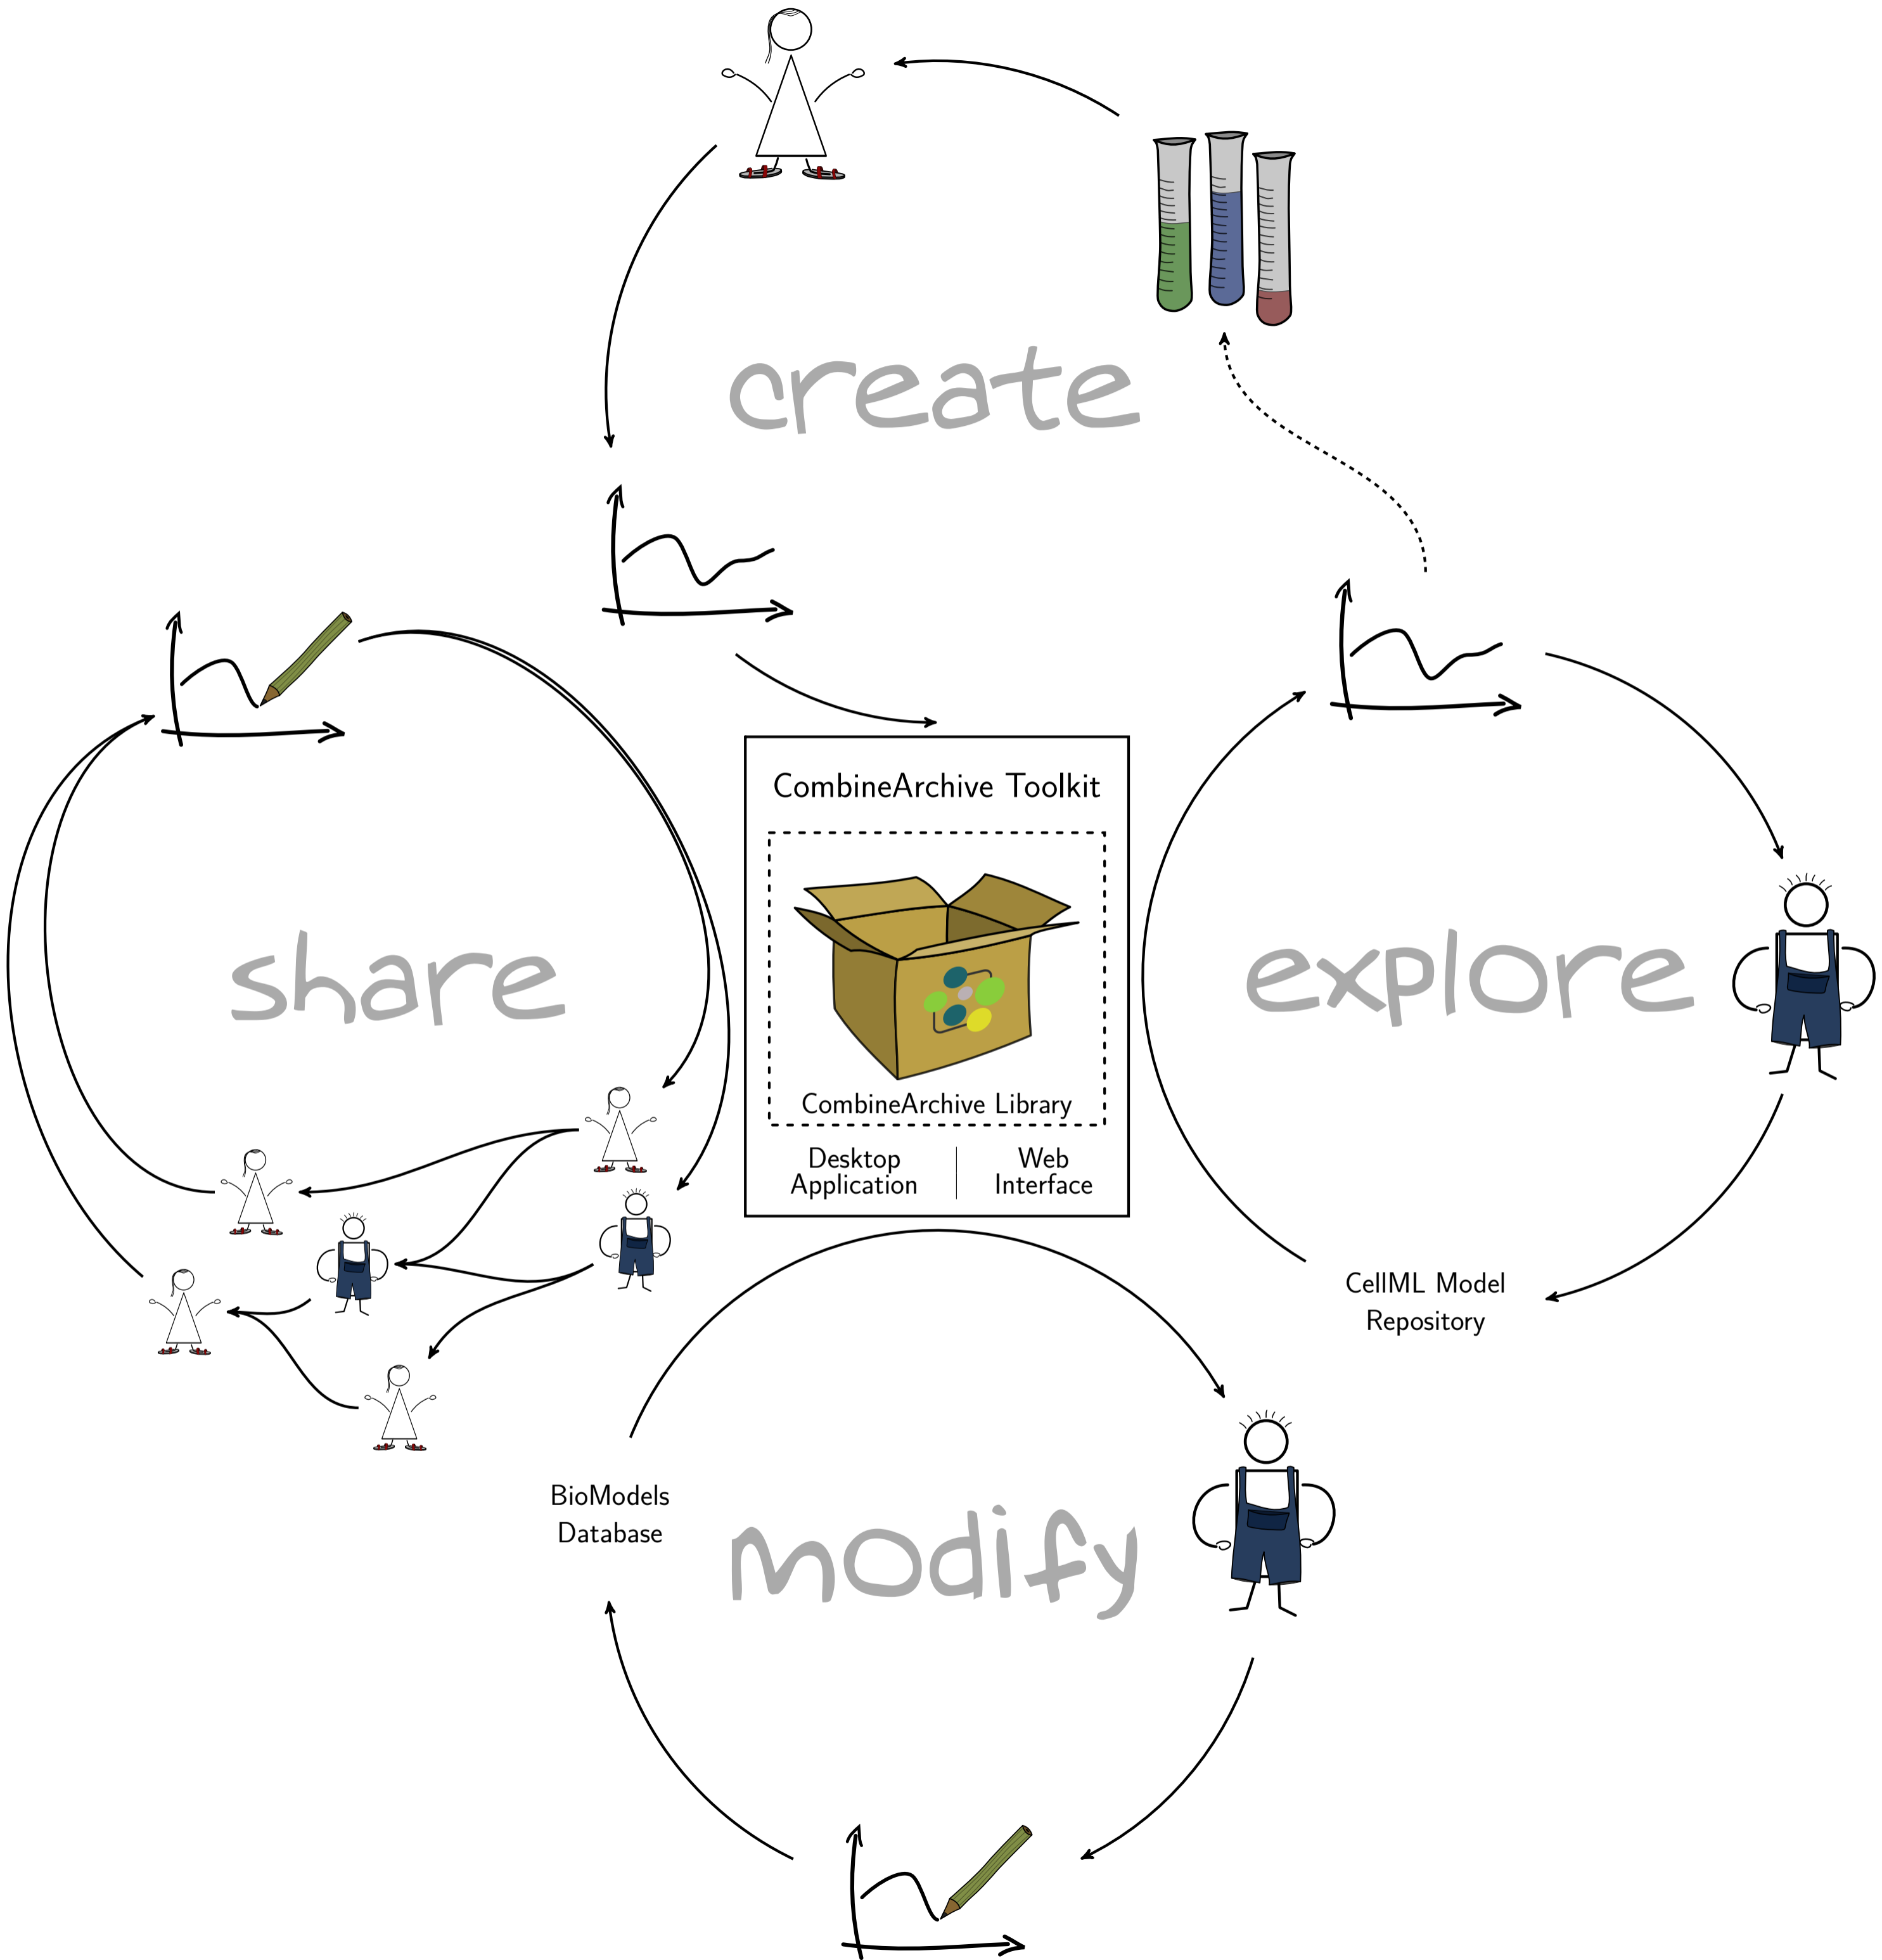 create
CombineArchive Toolkit
share
explore
CombineArchive Library
Desktop
Application
Web
Interface
CellML Model
Repository
BioModels
Database
modify